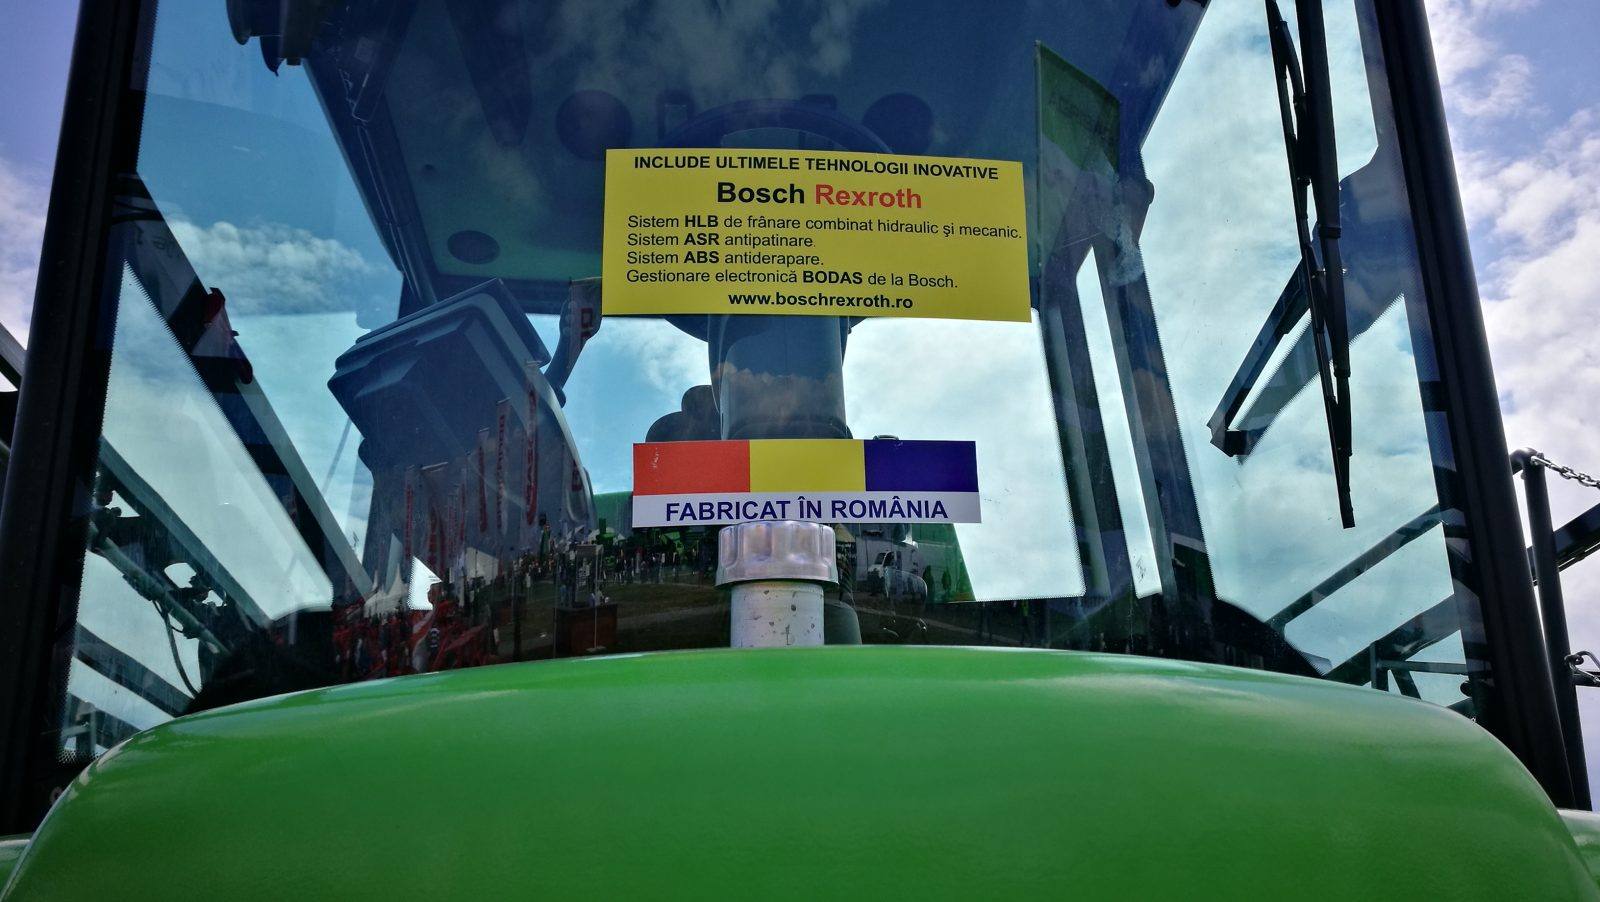 INCLUDE ULTIMELE TEHNOLOGII INOVATIVE
Bosch Rexroth
Sistem HLB de frânare combinat hidraulic şi mecanic.
Sistem ASR antipatinare.
Sistem ABS antiderapare.
Gestionare electronică BODAS de la Bosch.
www.boschrexroth.ro
FABRICAT ÎN ROMÂNIA